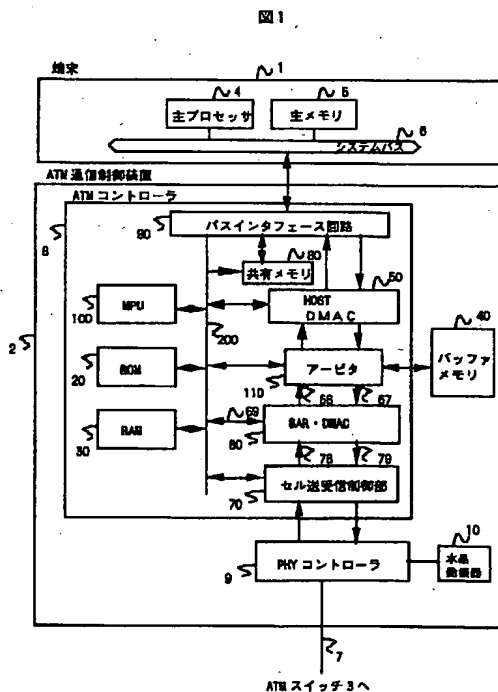 図1
端末
1
4
5
主プロセッサ
主メモリ
6
システムバス
ATM通信制御装置
ATMコントローラ
8
90
バスインタフェース回路
80
共有メモリ
50
MPU
100
HOST
DMAC
200
40
バッファ
メモリ
2
ROM
20
アービタ
110
68
67
RAM
30
69
SAR・DMAC
60
78
79
セル送受信制御部
70
10
水晶
発振器
PHYコントローラ
9
7
ATMスイッチ3へ